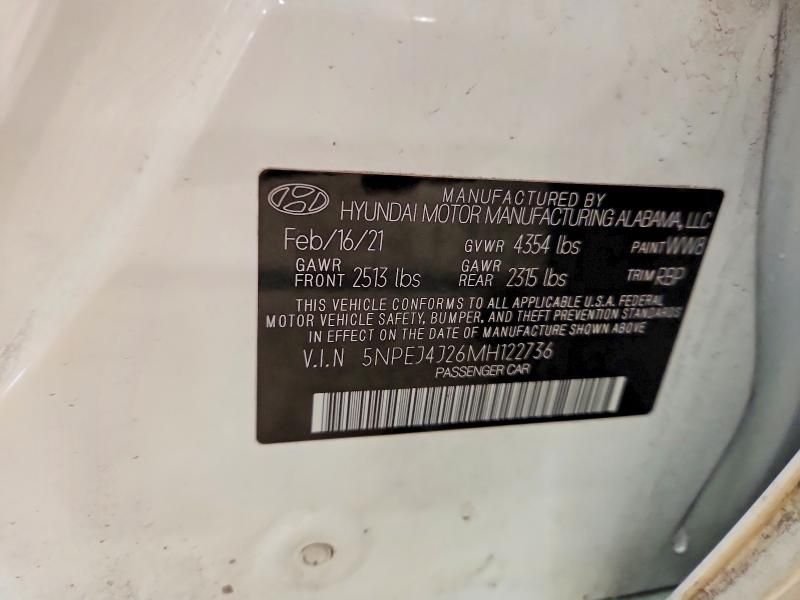 MANUFACTURED BY
HYUNDAI MOTOR MANUFACTURING ALABAMA, LLC
Feb/16/21 GVWR 4354 lbs PAINT WW8
GAWR FRONT 2513 lbs GAWR REAR 2315 lbs TRIM RBP
THIS VEHICLE CONFORMS TO ALL APPLICABLE U.S.A. FEDERAL
MOTOR VEHICLE SAFETY, BUMPER, AND THEFT PREVENTION STANDARDS
IN EFFECT ON THE DATE OF MANUFACTURE SHOWN ABOVE
V.I.N 5NPEJ4J26MH122736
PASSENGER CAR